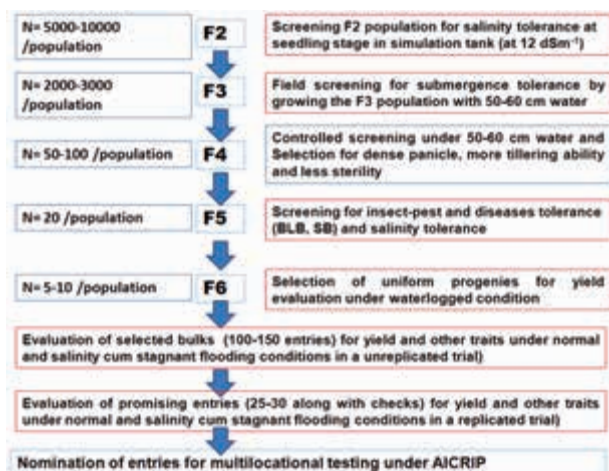 N= 5000-10000
/population
F2
Screening F2 population for salinity tolerance at
seedling stage in simulation tank (at 12 dSm⁻¹)
N= 2000-3000
/population
F3
Field screening for submergence tolerance by
growing the F3 population with 50-60 cm water
N= 50-100 /population
F4
Controlled screening under 50-60 cm water and
Selection for dense panicle, more tillering ability
and less sterility
N= 20 /population
F5
Screening for insect-pest and diseases tolerance
(BLB, SB) and salinity tolerance
N= 5-10 /population
F6
Selection of uniform progenies for yield
evaluation under waterlogged condition
Evaluation of selected bulks (100-150 entries) for yield and other traits under normal
and salinity cum stagnant flooding conditions in a unreplicated trial)
Evaluation of promising entries (25-30 along with checks) for yield and other traits
under normal and salinity cum stagnant flooding conditions in a replicated trial)
Nomination of entries for multilocational testing under AICRIP